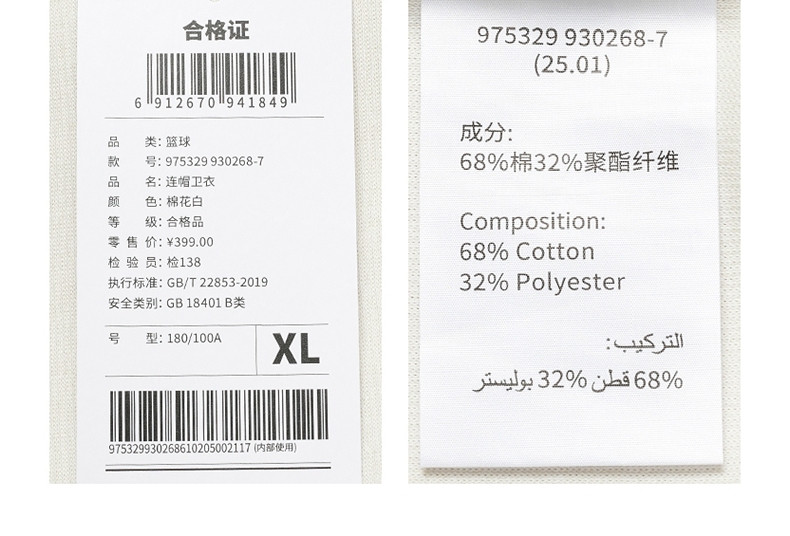 合格证
6 912670 941849
品 类: 篮球
款 号: 975329 930268-7
品 名: 连帽卫衣
颜 色: 棉花白
等 级: 合格品
零 售 价: ¥399.00
检 验 员: 检138
执行标准: GB/T 22853-2019
安全类别: GB 18401 B类
号 型: 180/100A
XL
975329930268610205002117 (内部使用)
975329 930268-7
(25.01)
成分:
68%棉32%聚酯纤维
Composition:
68% Cotton
32% Polyester
التركيب:
68% قطن 32% بوليستر